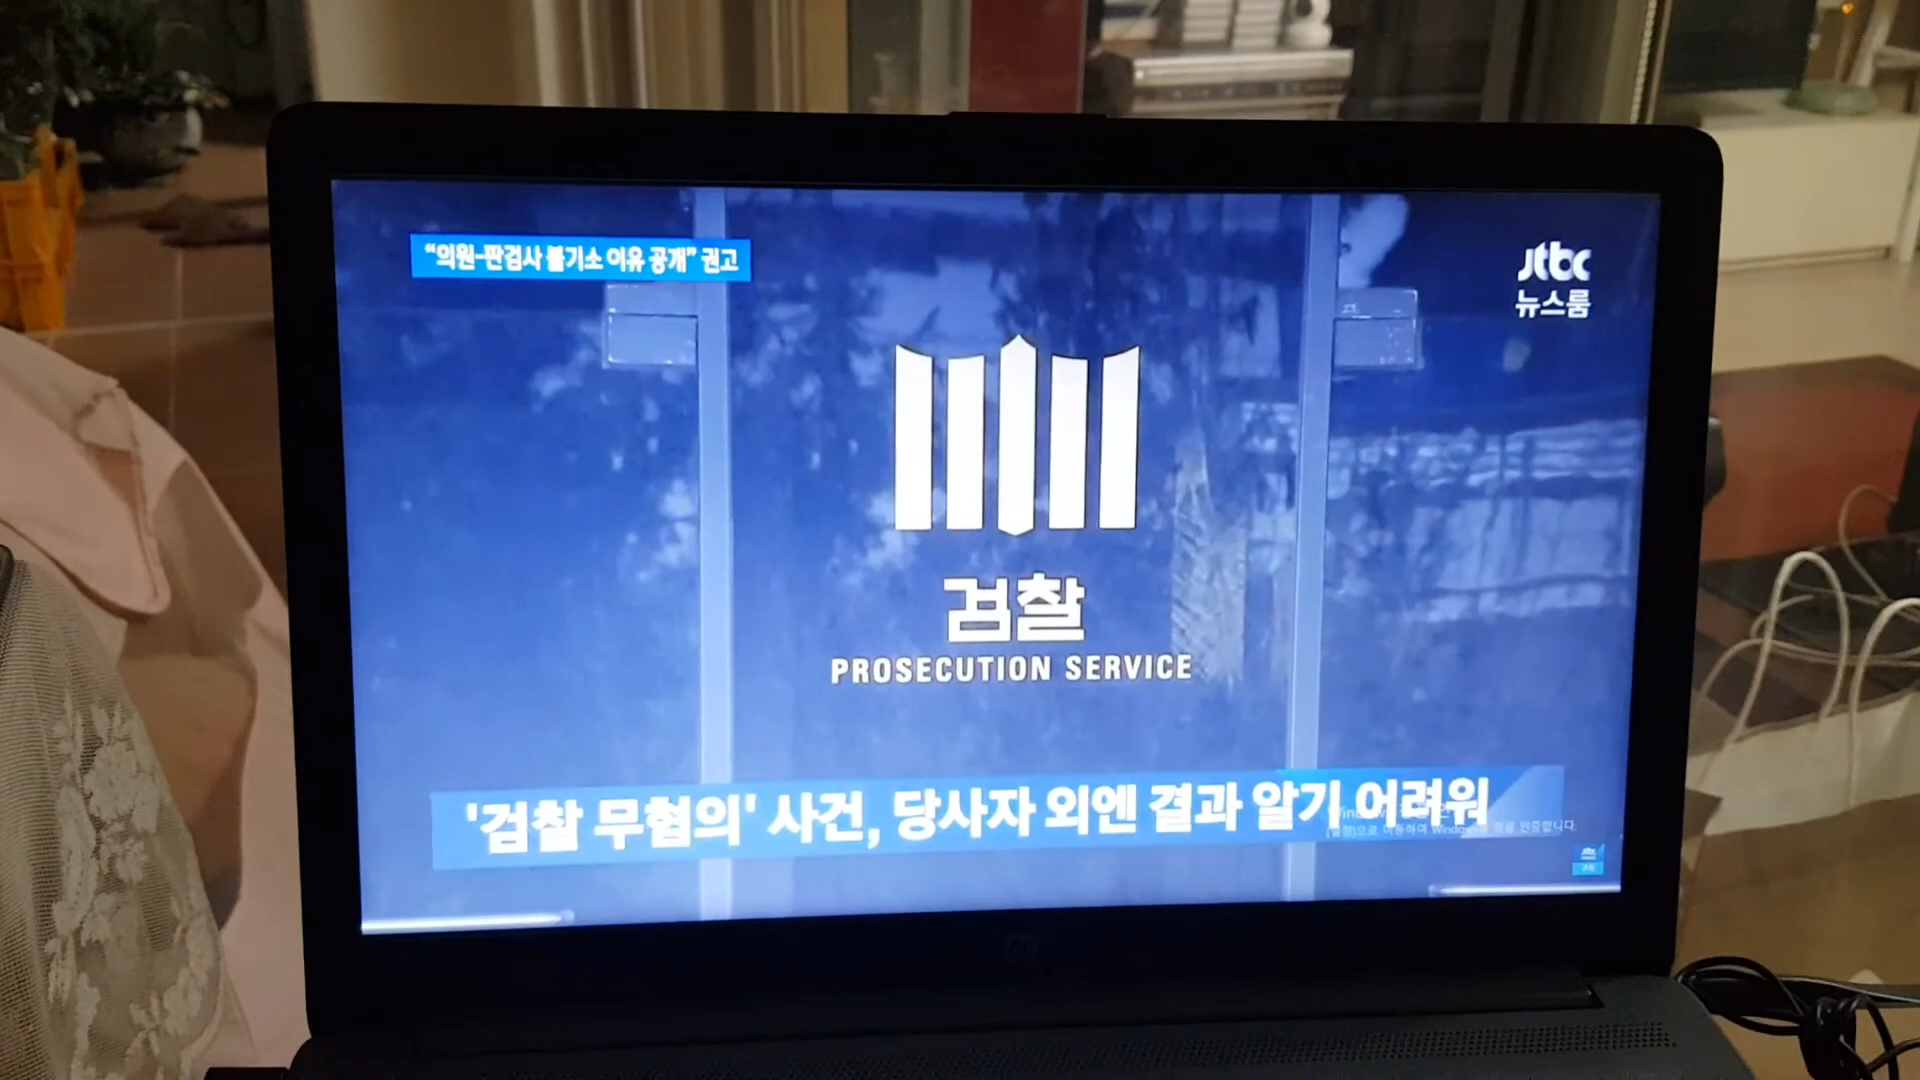 “의원-판검사 불기소 이유 공개” 권고
jtbc
뉴스룸
검찰
PROSECUTION SERVICE
'검찰 무혐의' 사건, 당사자 외엔 결과 알기 어려워